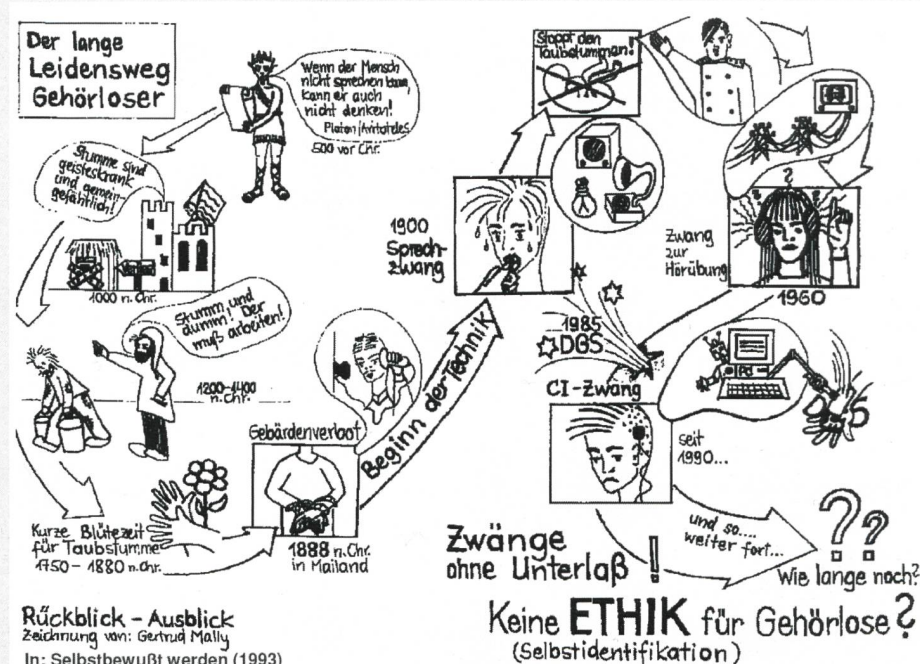 Der lange
Leidensweg
Gehörloser
Wenn der Mensch
nicht sprechen kann,
kann er auch
nicht denken!
Platon/Aristoteles
500 vor Chr.
Stumme sind
geisteskrank
und gemein-
gefährlich!
1000 n. Chr.
Stumm und
dumm! Der
muß arbeiten!
1200-1400
n. Chr.
Kurze Blütezeit
für Taubstumme
1750 - 1880 n. Chr.
Gebärdenverbot
1888 n. Chr.
in Mailand
Beginn der Technik
1900
Sprech-
zwang
Stoppt den
Taubstummen!
Zwang
zur
Hörübung
?
1960
1985
DGS
CI-Zwang
PC
seit
1990...
und so....
weiter fort...
??
Wie lange noch?
Zwänge
ohne Unterlaß !
Keine ETHIK für Gehörlose?
(Selbstidentifikation)
Rückblick - Ausblick
Zeichnung von: Gertrud Mally
In: Selbstbewußt werden (1993)